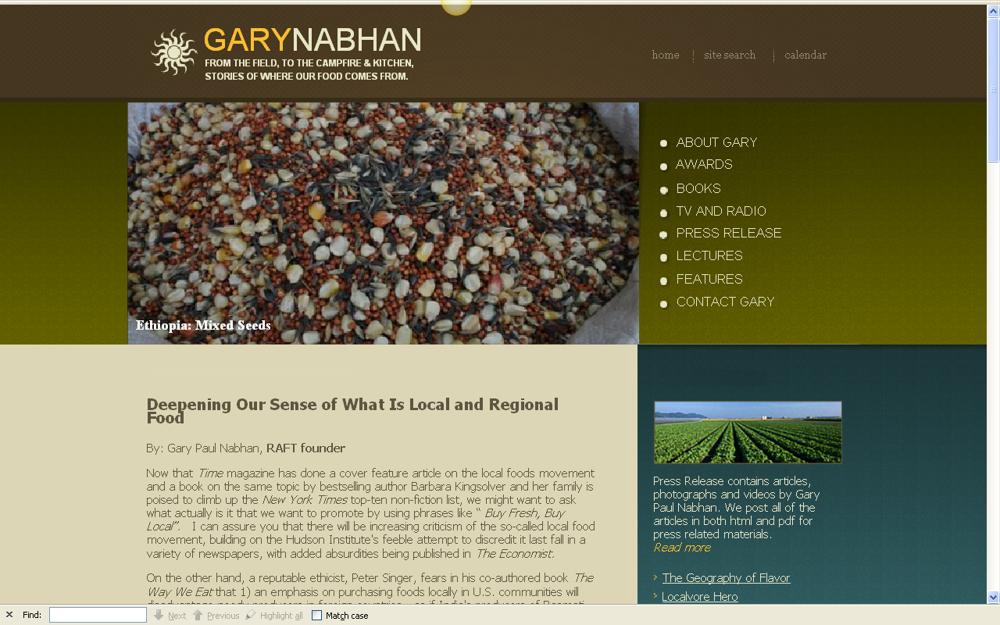 GARYNABHAN
FROM THE FIELD, TO THE CAMPFIRE & KITCHEN,
STORIES OF WHERE OUR FOOD COMES FROM.
home
site search
calendar
Ethiopia: Mixed Seeds
ABOUT GARY
AWARDS
BOOKS
TV AND RADIO
PRESS RELEASE
LECTURES
FEATURES
CONTACT GARY
Deepening Our Sense of What Is Local and Regional
Food
By: Gary Paul Nabhan, RAFT founder
Now that Time magazine has done a cover feature article on the local foods movement
and a book on the same topic by bestselling author Barbara Kingsolver and her family is
poised to climb up the New York Times top-ten non-fiction list, we might want to ask
what actually is it that we want to promote by using phrases like “ Buy Fresh, Buy
Local”. I can assure you that there will be increasing criticism of the so-called local food
movement, building on the Hudson Institute's feeble attempt to discredit it last fall in a
variety of newspapers, with added absurdities being published in The Economist.
On the other hand, a reputable ethicist, Peter Singer, fears in his co-authored book The
Way We Eat that 1) an emphasis on purchasing foods locally in U.S. communities will
Press Release contains articles,
photographs and videos by Gary
Paul Nabhan. We post all of the
articles in both html and pdf for
press related materials.
Read more
The Geography of Flavor
Localvore Hero
Find:
Next
Previous
Highlight all
Match case